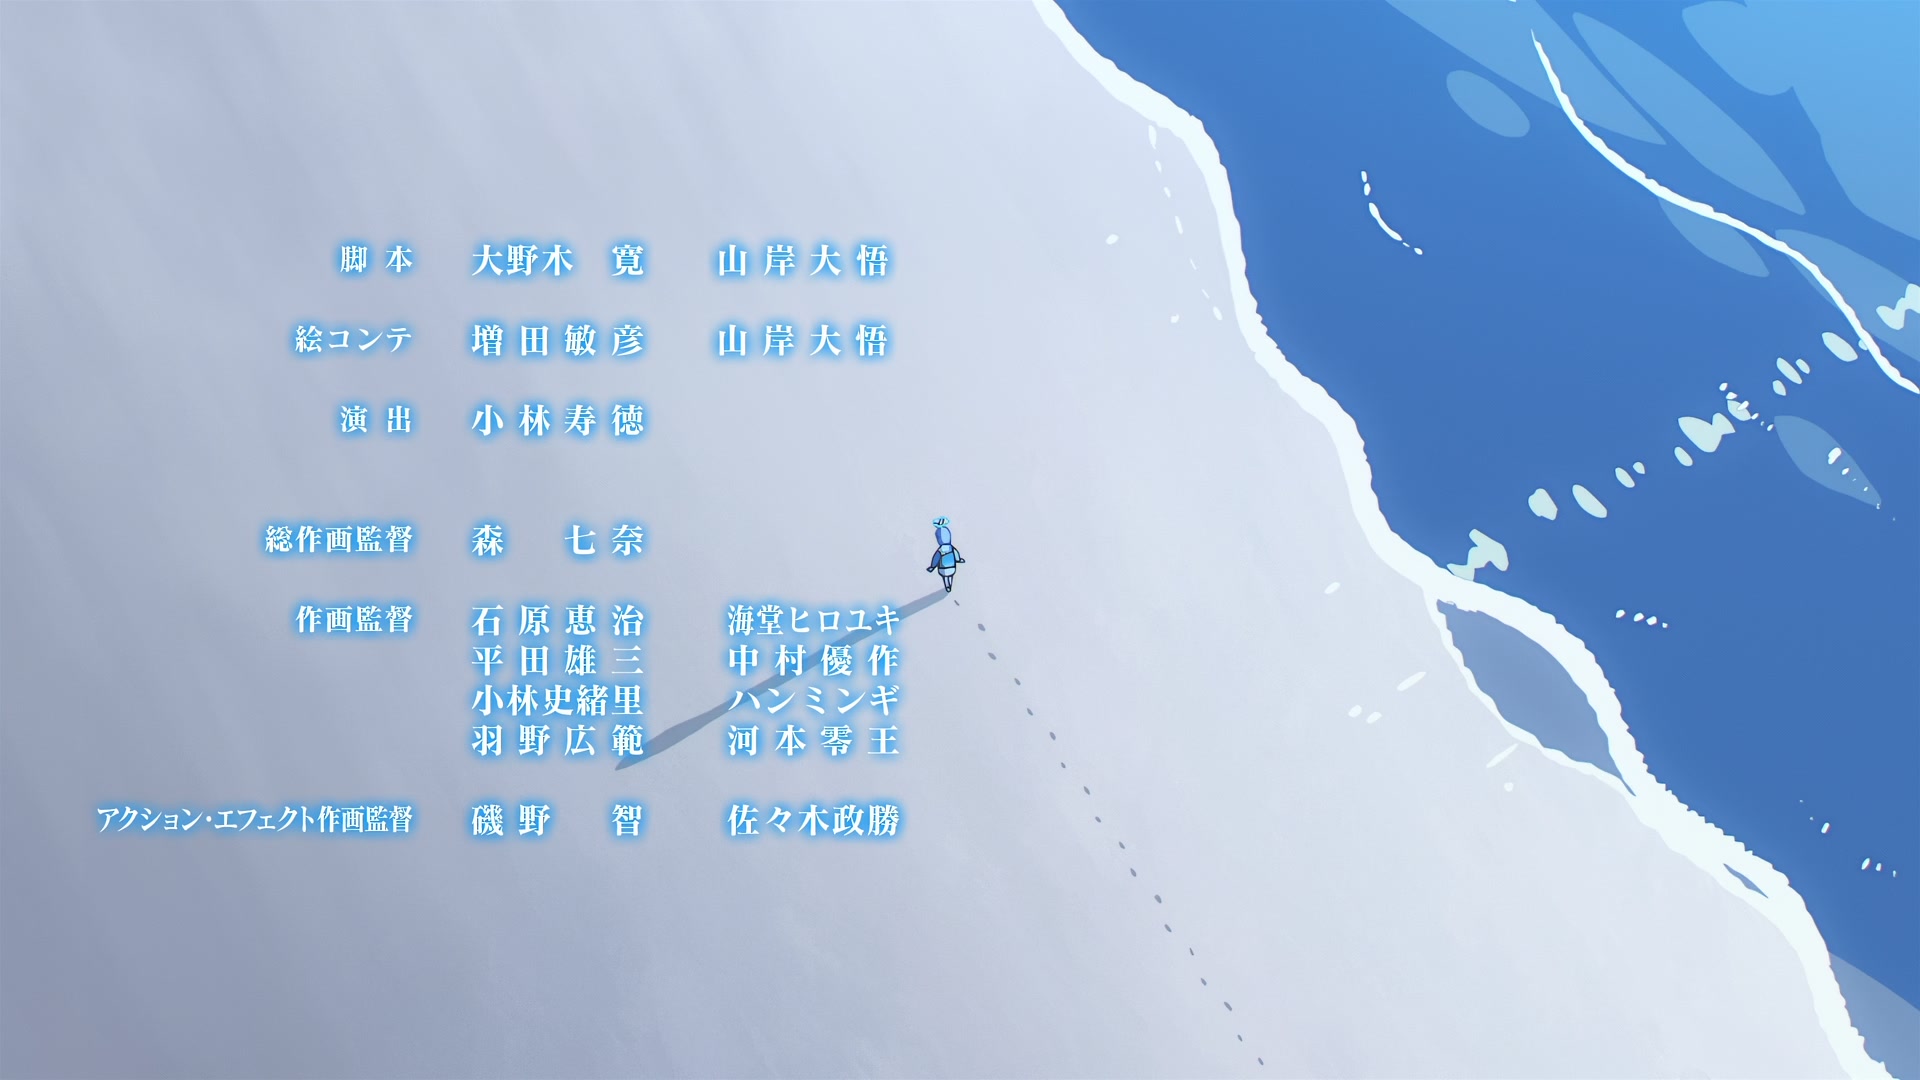 脚本 大野木 寛 山岸大悟
絵コンテ 増田敏彦 山岸大悟
演出 小林寿徳
総作画監督 森 七奈
作画監督 石原恵治 海堂ヒロユキ
平田雄三 中村優作
小林史緒里 ハンミンギ
羽野広範 河本零王
アクション・エフェクト作画監督 磯野 智 佐々木政勝